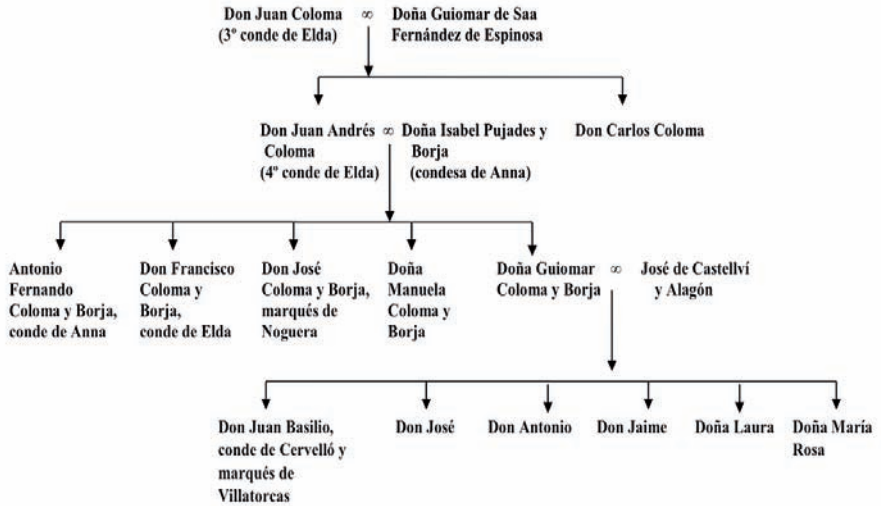 Don Juan Coloma ∞ Doña Guiomar de Saa
(3º conde de Elda) Fernández de Espinosa
Don Juan Andrés ∞ Doña Isabel Pujades y Don Carlos Coloma
Coloma Borja
(4º conde de Elda) (condesa de Anna)
Antonio
Fernando
Coloma y Borja,
conde de Anna
Don Francisco
Coloma y
Borja,
conde de Elda
Don José
Coloma y Borja,
marqués de
Noguera
Doña
Manuela
Coloma y
Borja
Doña Guiomar ∞ José de Castellví
Coloma y Borja y Alagón
Don Juan Basilio,
conde de Cervelló y
marqués de
Villatorcas
Don José
Don Antonio
Don Jaime
Doña Laura
Doña María
Rosa